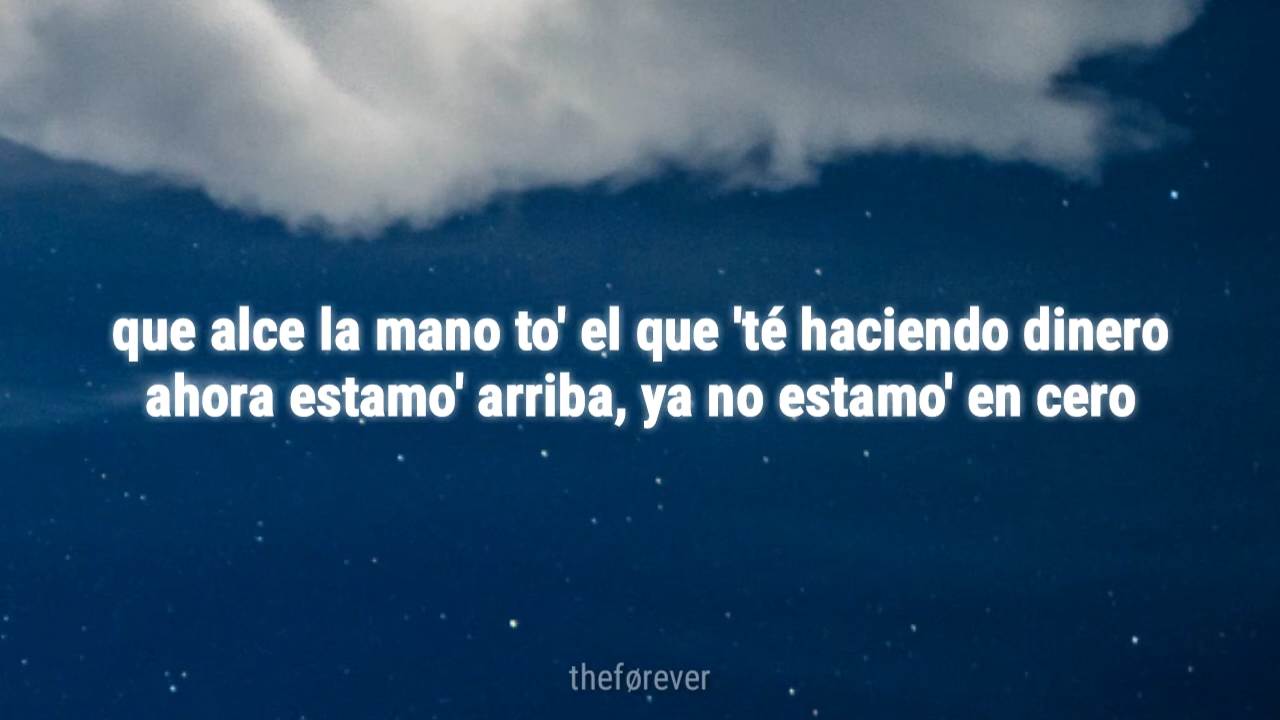 que alce la mano to' el que 'té haciendo dinero
ahora estamo' arriba, ya no estamo' en cero
theførever